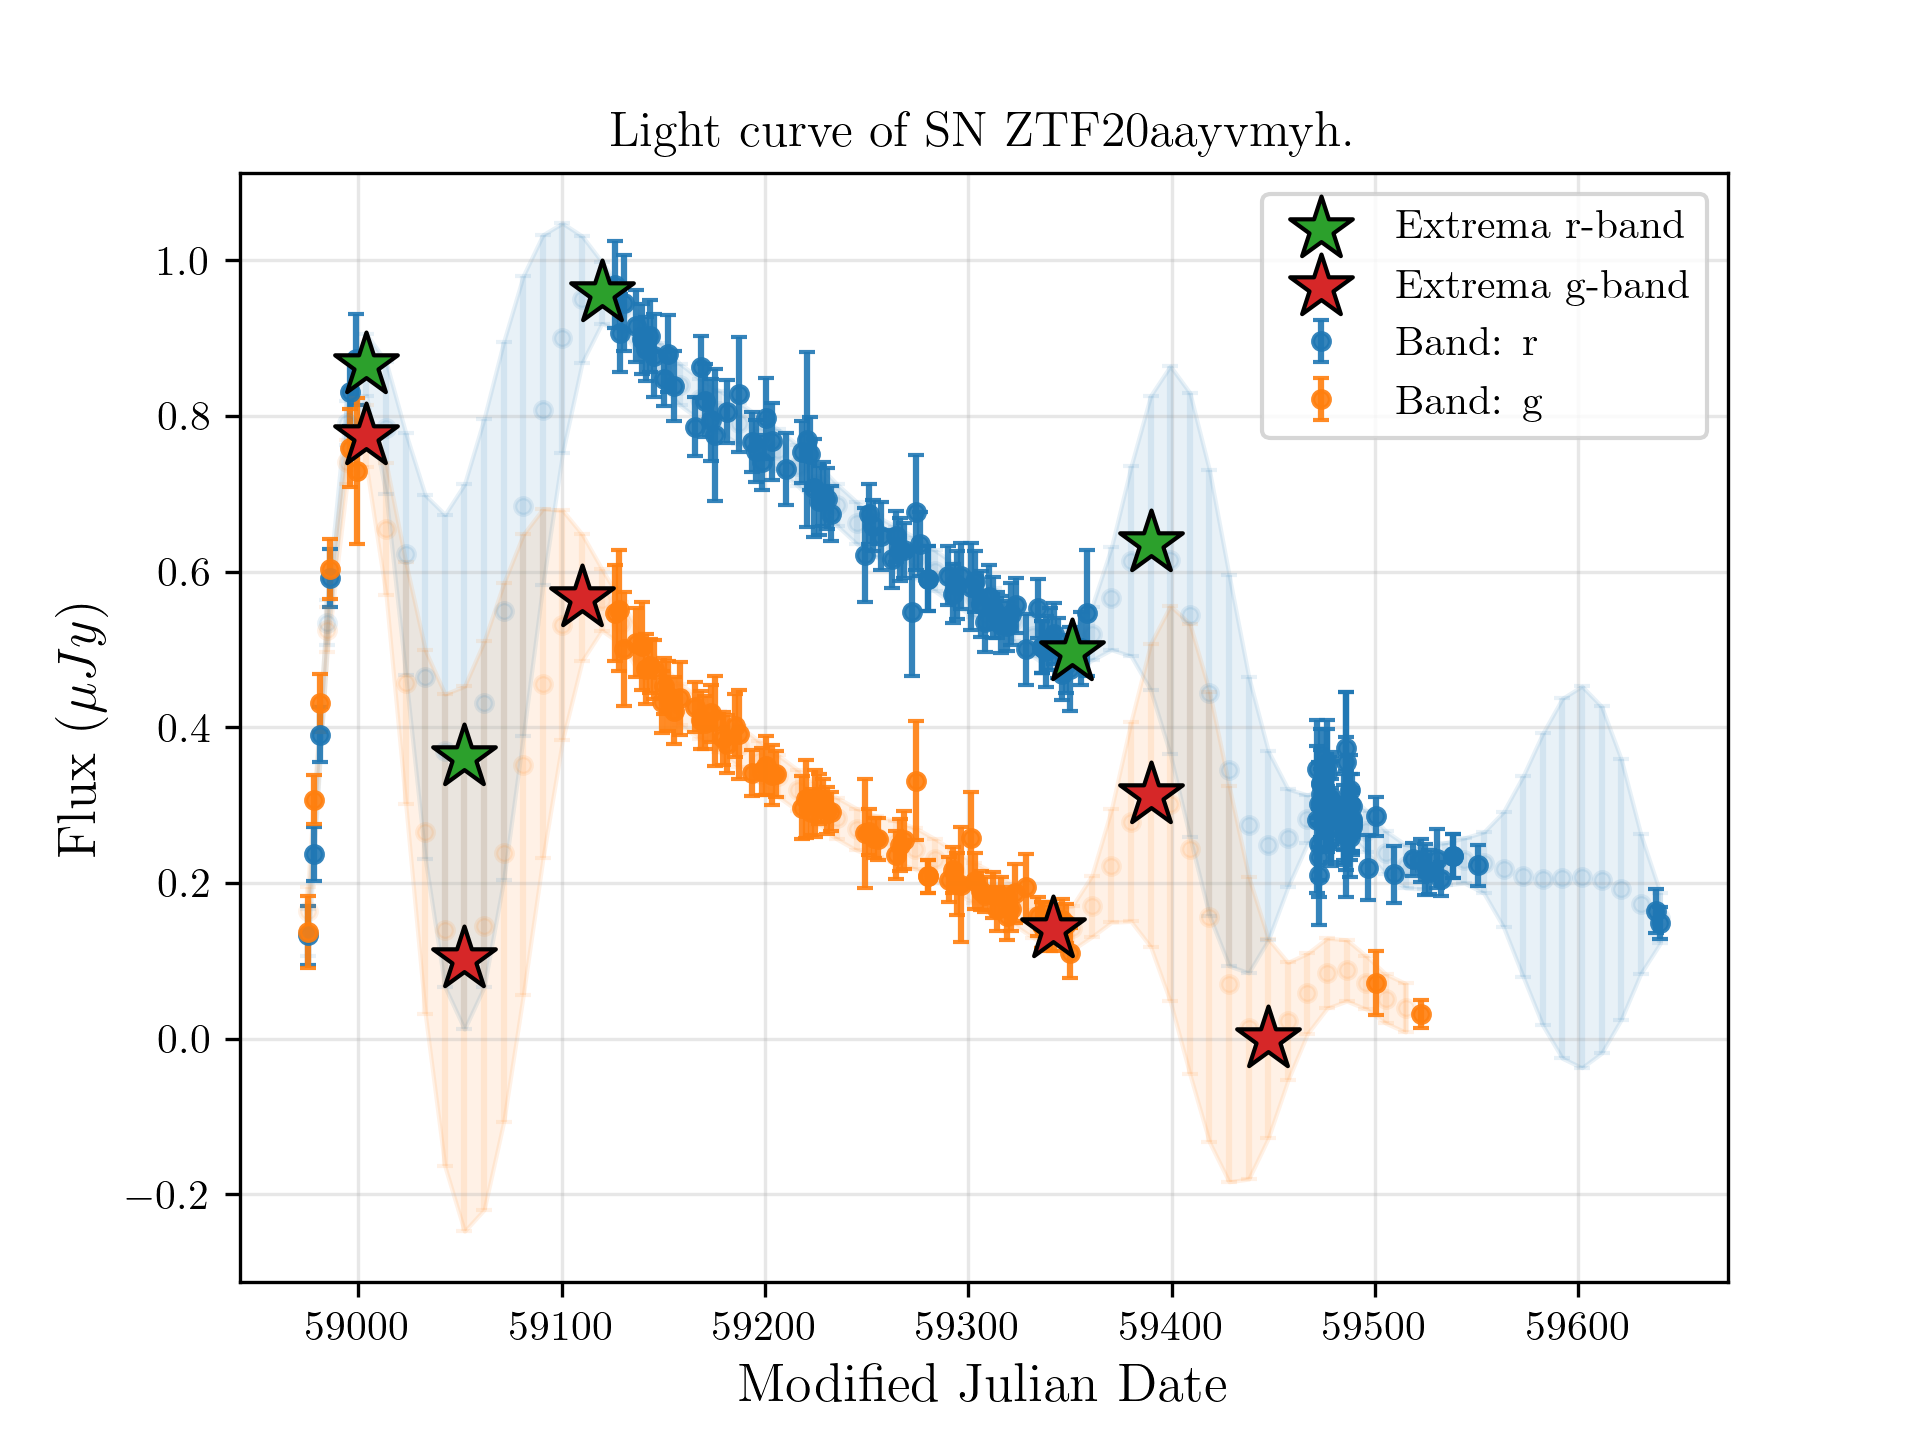 Light curve of SN ZTF20aayvmyh.
Extrema r-band
Extrema g-band
Band: r
Band: g
Flux (μJy)
1.0
0.8
0.6
0.4
0.2
0.0
−0.2
59000 59100 59200 59300 59400 59500 59600
Modified Julian Date